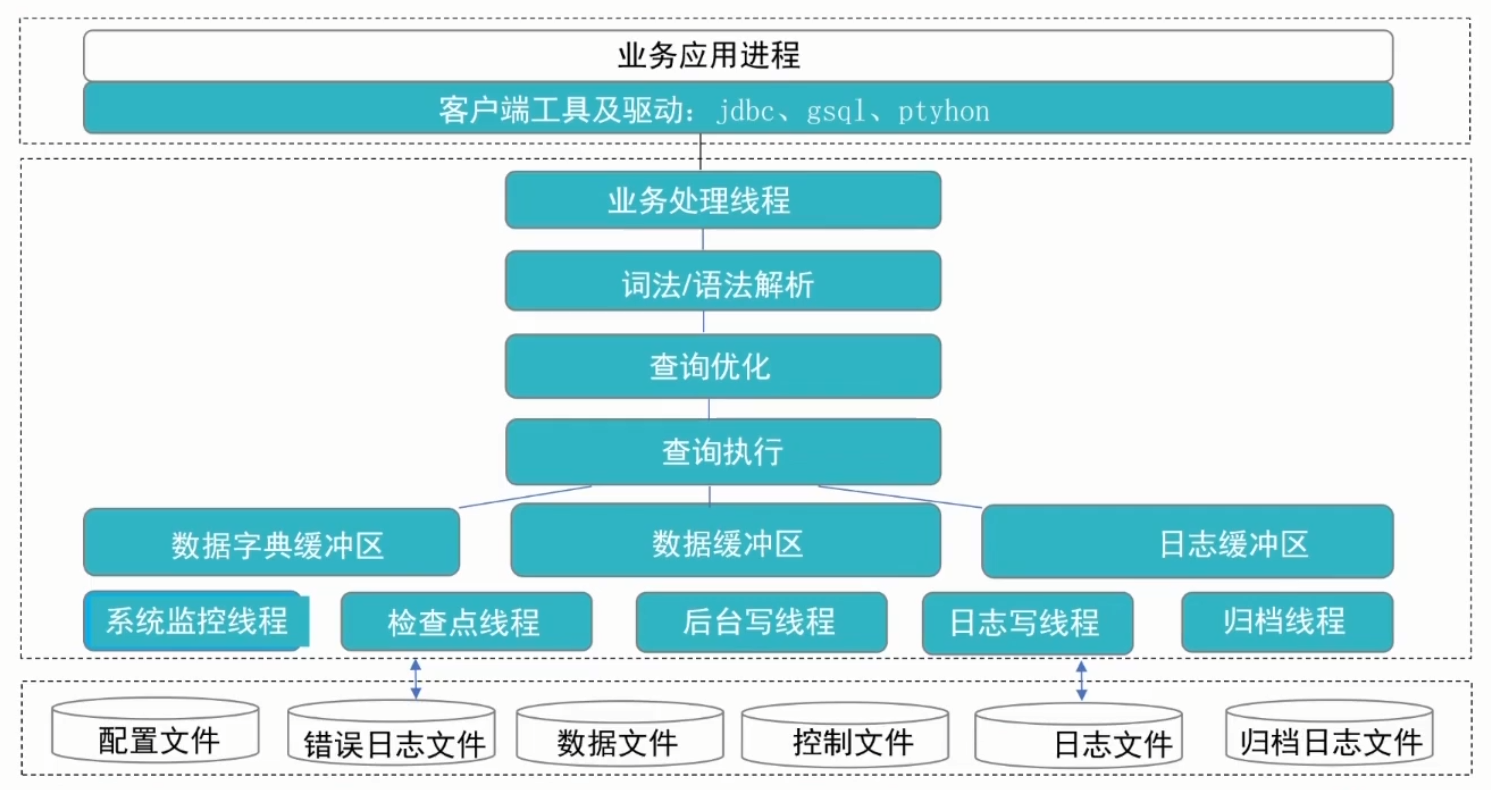 业务应用进程
客户端工具及驱动：jdbc、gsql、ptyhon
业务处理线程
词法/语法解析
查询优化
查询执行
数据字典缓冲区
数据缓冲区
日志缓冲区
系统监控线程
检查点线程
后台写线程
日志写线程
归档线程
配置文件
错误日志文件
数据文件
控制文件
日志文件
归档日志文件